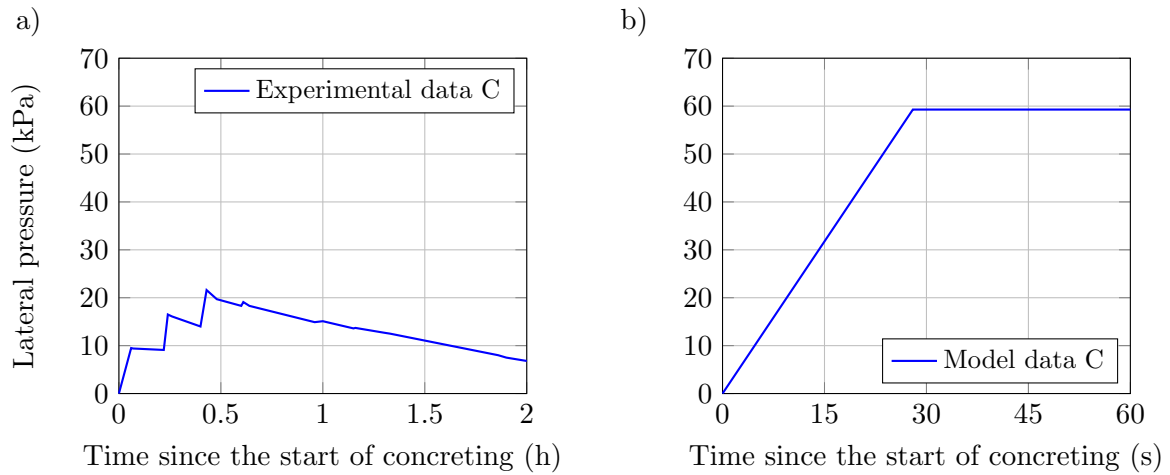 a)
70
60
50
40
30
20
10
0
Lateral pressure (kPa)
Experimental data C
0 0.5 1 1.5 2
Time since the start of concreting (h)
b)
70
60
50
40
30
20
10
0
Model data C
0 15 30 45 60
Time since the start of concreting (s)